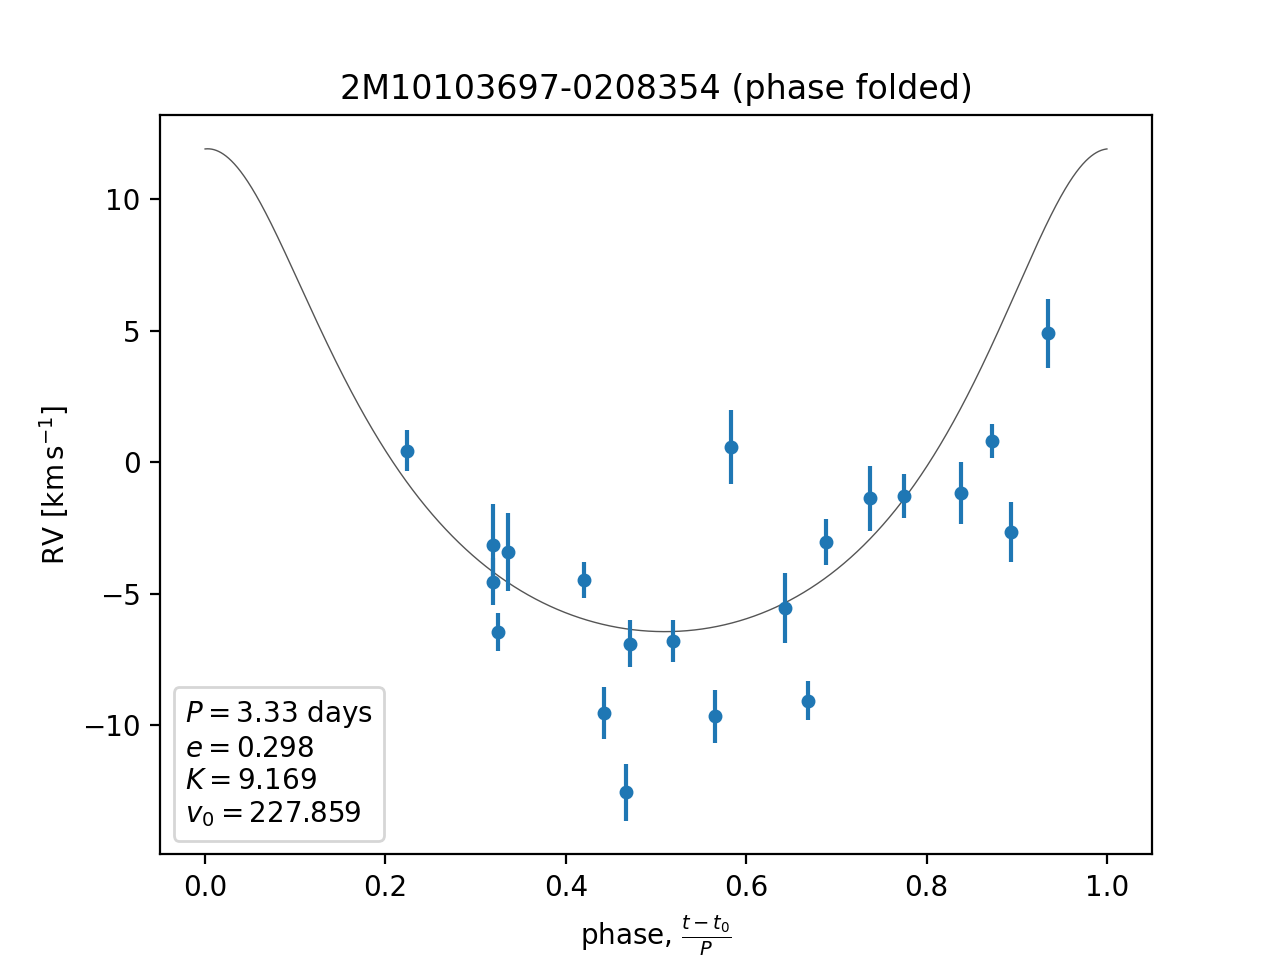 2M10103697-0208354 (phase folded)
10
5
0
−5
−10
RV [km s⁻¹]
P = 3.33 days
e = 0.298
K = 9.169
v₀ = 227.859
0.0 0.2 0.4 0.6 0.8 1.0
phase, (t − t₀)/P